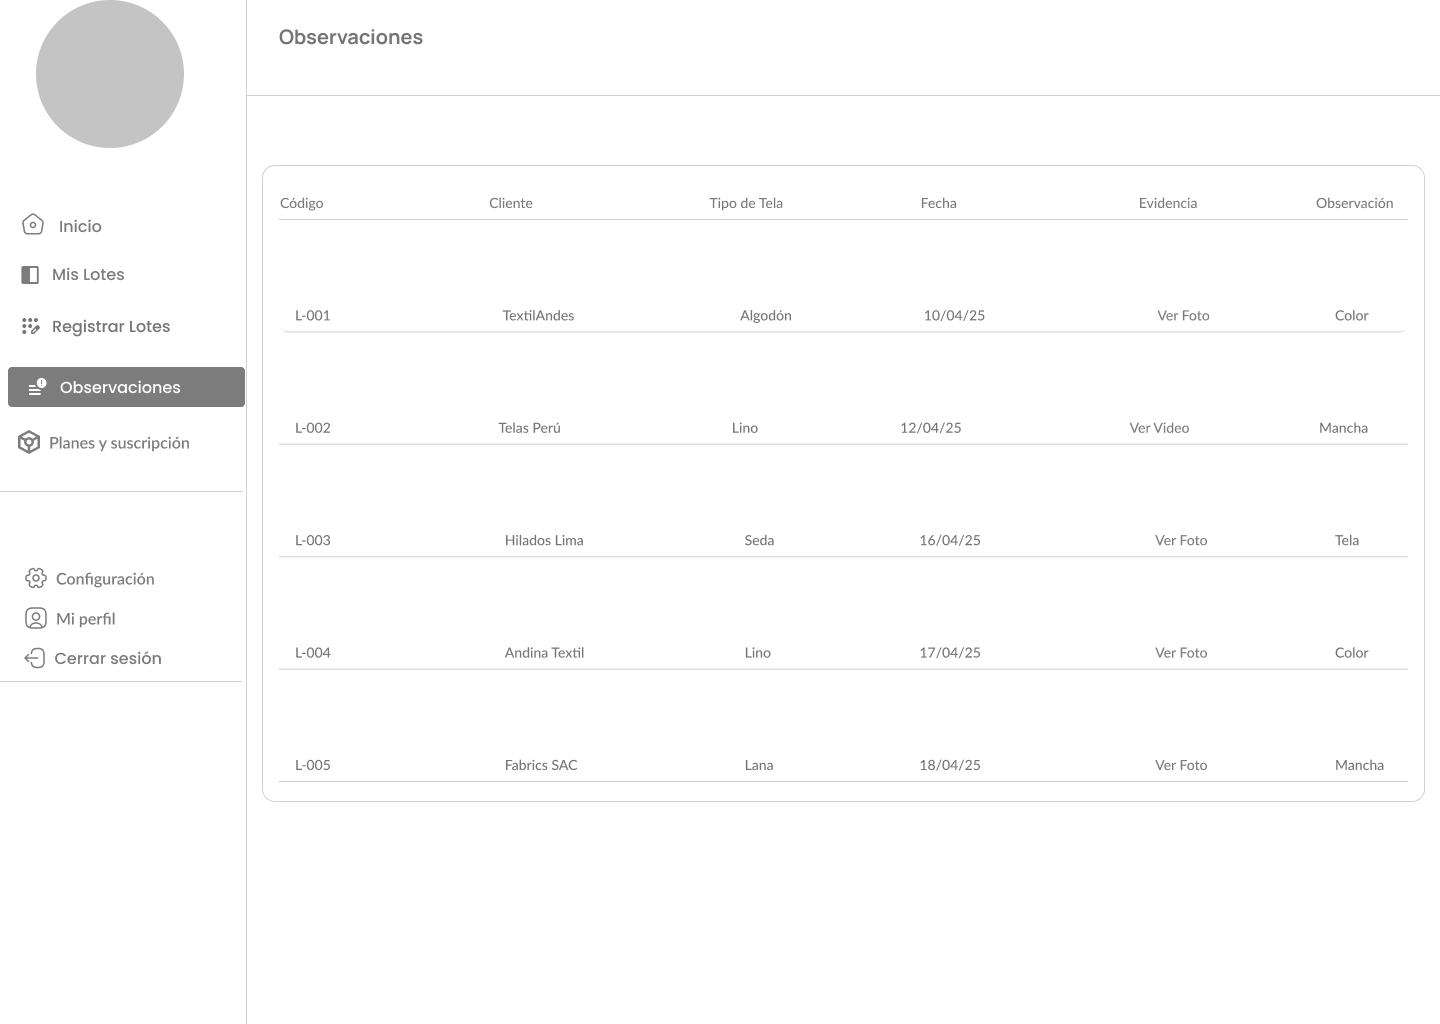 Observaciones
Inicio
Mis Lotes
Registrar Lotes
Observaciones
Planes y suscripción
Configuración
Mi perfil
Cerrar sesión
Código Cliente Tipo de Tela Fecha Evidencia Observación
L-001 TextilAndes Algodón 10/04/25 Ver Foto Color
L-002 Telas Perú Lino 12/04/25 Ver Video Mancha
L-003 Hilados Lima Seda 16/04/25 Ver Foto Tela
L-004 Andina Textil Lino 17/04/25 Ver Foto Color
L-005 Fabrics SAC Lana 18/04/25 Ver Foto Mancha